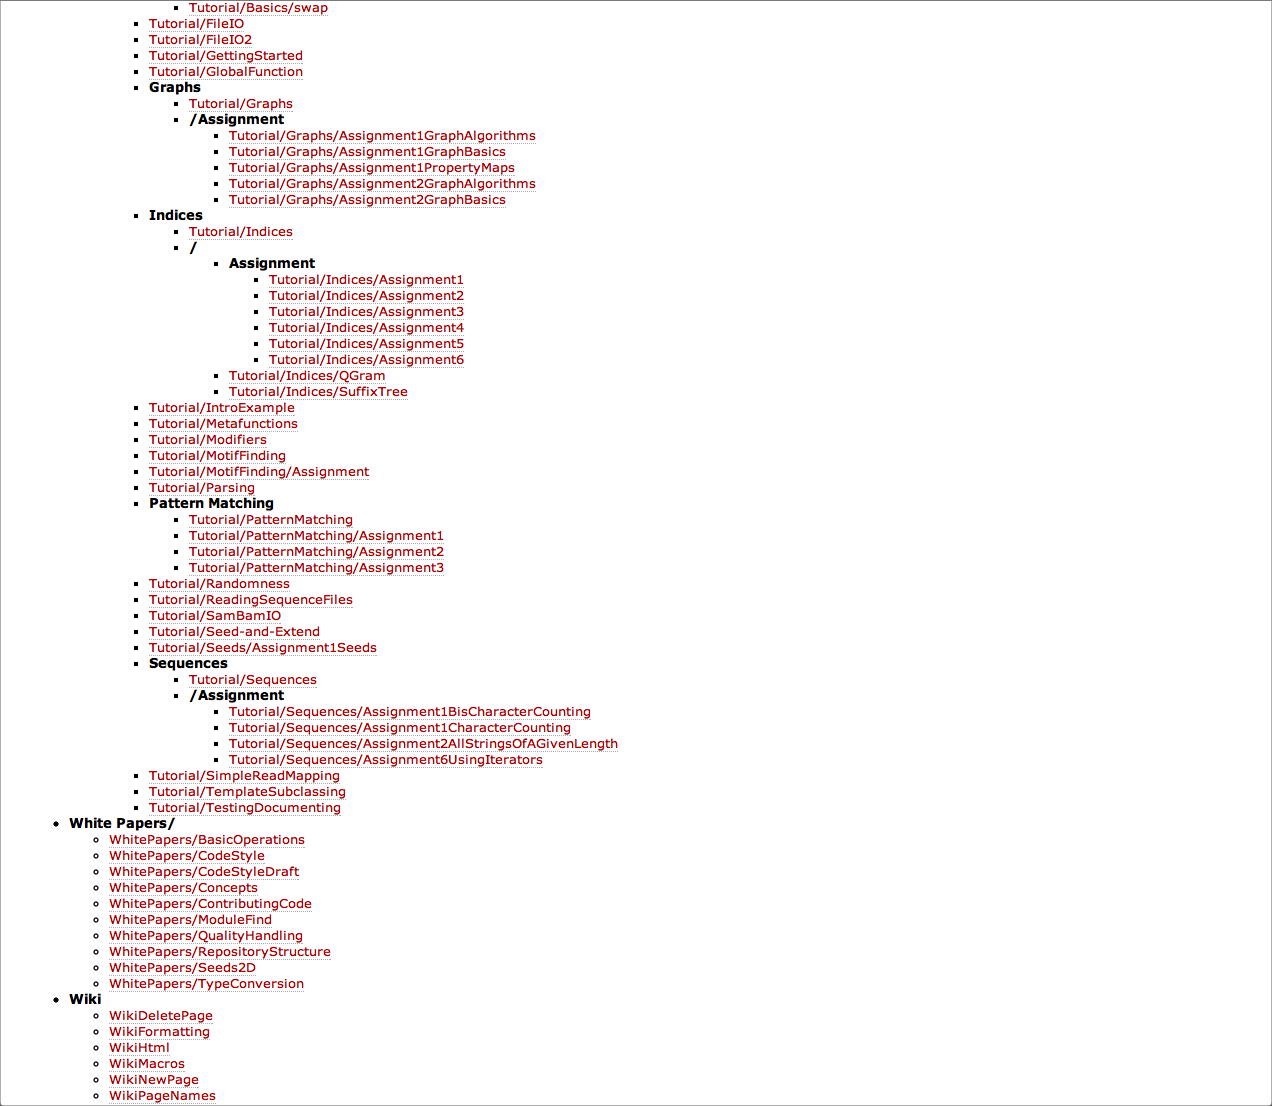 Tutorial/Basics/swap
Tutorial/FileIO
Tutorial/FileIO2
Tutorial/GettingStarted
Tutorial/GlobalFunction
Graphs
Tutorial/Graphs
/Assignment
Tutorial/Graphs/Assignment1GraphAlgorithms
Tutorial/Graphs/Assignment1GraphBasics
Tutorial/Graphs/Assignment1PropertyMaps
Tutorial/Graphs/Assignment2GraphAlgorithms
Tutorial/Graphs/Assignment2GraphBasics
Indices
Tutorial/Indices
/
Assignment
Tutorial/Indices/Assignment1
Tutorial/Indices/Assignment2
Tutorial/Indices/Assignment3
Tutorial/Indices/Assignment4
Tutorial/Indices/Assignment5
Tutorial/Indices/Assignment6
Tutorial/Indices/QGram
Tutorial/Indices/SuffixTree
Tutorial/IntroExample
Tutorial/Metafunctions
Tutorial/Modifiers
Tutorial/MotifFinding
Tutorial/MotifFinding/Assignment
Tutorial/Parsing
Pattern Matching
Tutorial/PatternMatching
Tutorial/PatternMatching/Assignment1
Tutorial/PatternMatching/Assignment2
Tutorial/PatternMatching/Assignment3
Tutorial/Randomness
Tutorial/ReadingSequenceFiles
Tutorial/SamBamIO
Tutorial/Seed-and-Extend
Tutorial/Seeds/Assignment1Seeds
Sequences
Tutorial/Sequences
/Assignment
Tutorial/Sequences/Assignment1BisCharacterCounting
Tutorial/Sequences/Assignment1CharacterCounting
Tutorial/Sequences/Assignment2AllStringsOfAGivenLength
Tutorial/Sequences/Assignment6UsingIterators
Tutorial/SimpleReadMapping
Tutorial/TemplateSubclassing
Tutorial/TestingDocumenting
White Papers/
WhitePapers/BasicOperations
WhitePapers/CodeStyle
WhitePapers/CodeStyleDraft
WhitePapers/Concepts
WhitePapers/ContributingCode
WhitePapers/ModuleFind
WhitePapers/QualityHandling
WhitePapers/RepositoryStructure
WhitePapers/Seeds2D
WhitePapers/TypeConversion
Wiki
WikiDeletePage
WikiFormatting
WikiHtml
WikiMacros
WikiNewPage
WikiPageNames